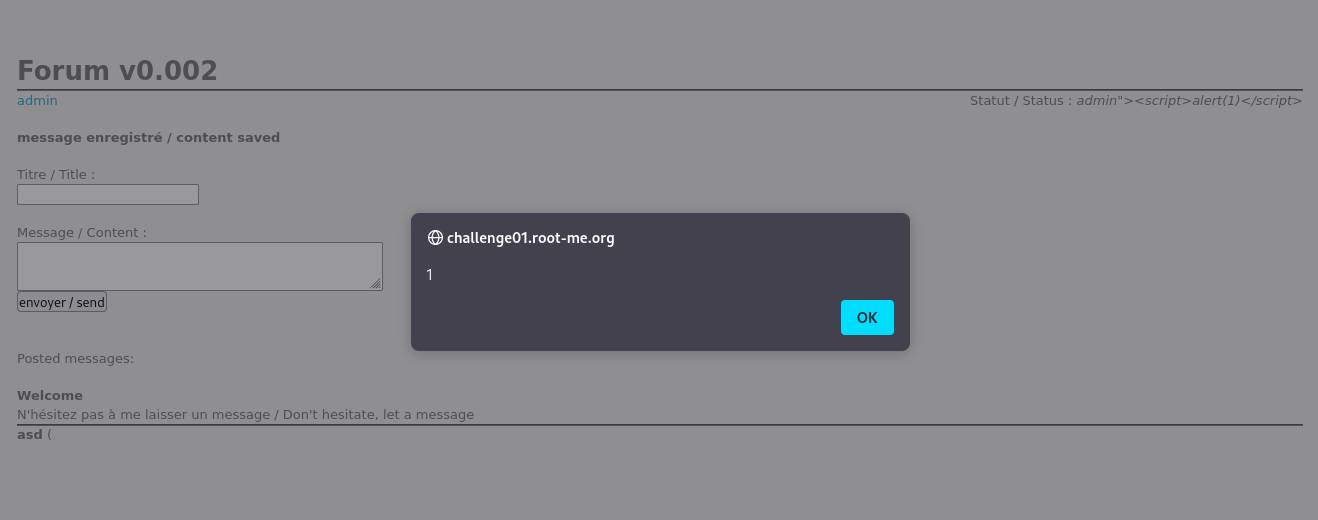 Forum v0.002
admin
Statut / Status : admin"><script>alert(1)</script>
message enregistré / content saved
Titre / Title :
Message / Content :
challenge01.root-me.org
1
OK
envoyer / send
Posted messages:
Welcome
N'hésitez pas à me laisser un message / Don't hesitate, let a message
asd (